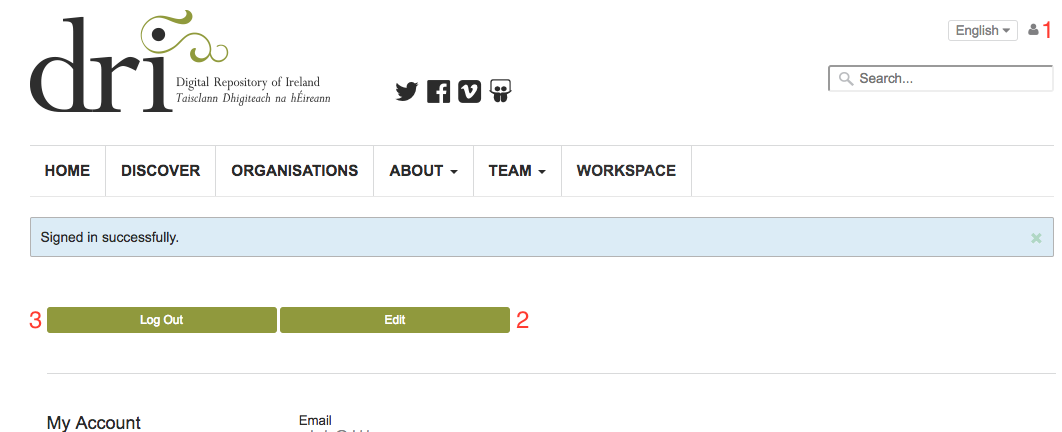 dri
Digital Repository of Ireland
Taisclann Dhigiteach na hÉireann
English
1
Search...
HOME
DISCOVER
ORGANISATIONS
ABOUT
TEAM
WORKSPACE
Signed in successfully.
3
Log Out
Edit
2
My Account
Email